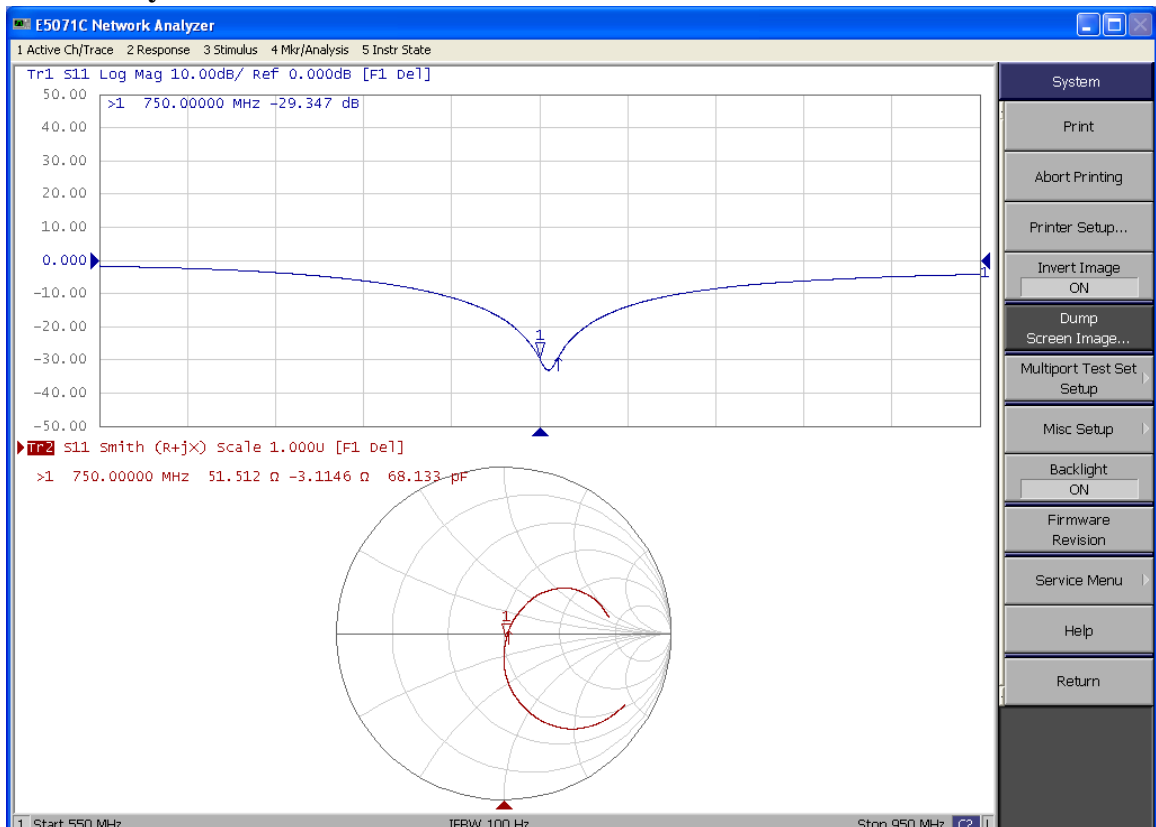 E5071C Network Analyzer
1 Active Ch/Trace 2 Response 3 Stimulus 4 Mkr/Analysis 5 Instr State
Tr1 S11 Log Mag 10.00dB/ Ref 0.000dB [F1 Del]
50.00
>1 750.00000 MHz -29.347 dB
40.00
30.00
20.00
10.00
0.000
-10.00
-20.00
-30.00
-40.00
-50.00
1
1
Tr2 S11 Smith (R+jX) Scale 1.000U [F1 Del]
>1 750.00000 MHz 51.512 Ω -3.1146 Ω 68.133 pF
1
1 Start 550 MHz IFBW 100 Hz Stop 950 MHz C2
System
Print
Abort Printing
Printer Setup...
Invert Image
ON
Dump
Screen Image...
Multiport Test Set
Setup
Misc Setup
Backlight
ON
Firmware
Revision
Service Menu
Help
Return